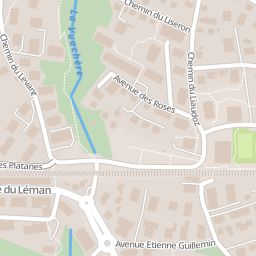 Chemin du Liseron
La Vuachère
Chemin du Levant
Avenue des Roses
Chemin du Liaudoz
es Platanes
e du Léman
Avenue Etienne Guillemin